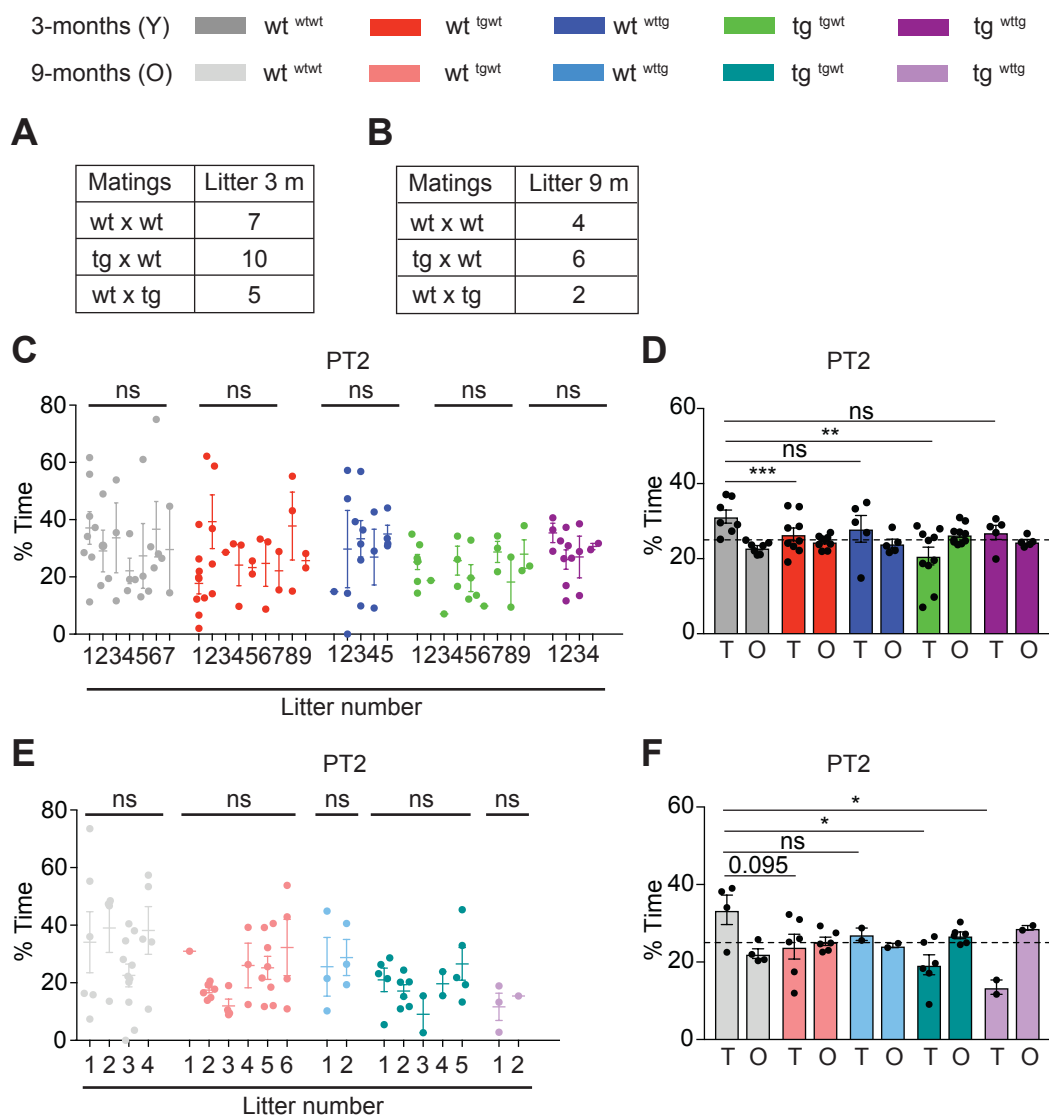 3-months (Y) wt wtwt wt tgwt wt wttg tg tgwt tg wttg
9-months (O) wt wtwt wt tgwt wt wttg tg tgwt tg wttg
A
Matings Litter 3 m
wt x wt 7
tg x wt 10
wt x tg 5
B
Matings Litter 9 m
wt x wt 4
tg x wt 6
wt x tg 2
C
PT2
ns ns ns ns ns
80
60
40
20
0
% Time
1234567 123456789 12345 123456789 1234
Litter number
D
PT2
ns
**
ns
***
60
40
20
0
% Time
T O T O T O T O T O
E
PT2
ns ns ns ns ns
80
60
40
20
0
% Time
1 2 3 4 1 2 3 4 5 6 1 2 1 2 3 4 5 1 2
Litter number
F
PT2
*
*
ns
0.095
60
40
20
0
% Time
T O T O T O T O T O